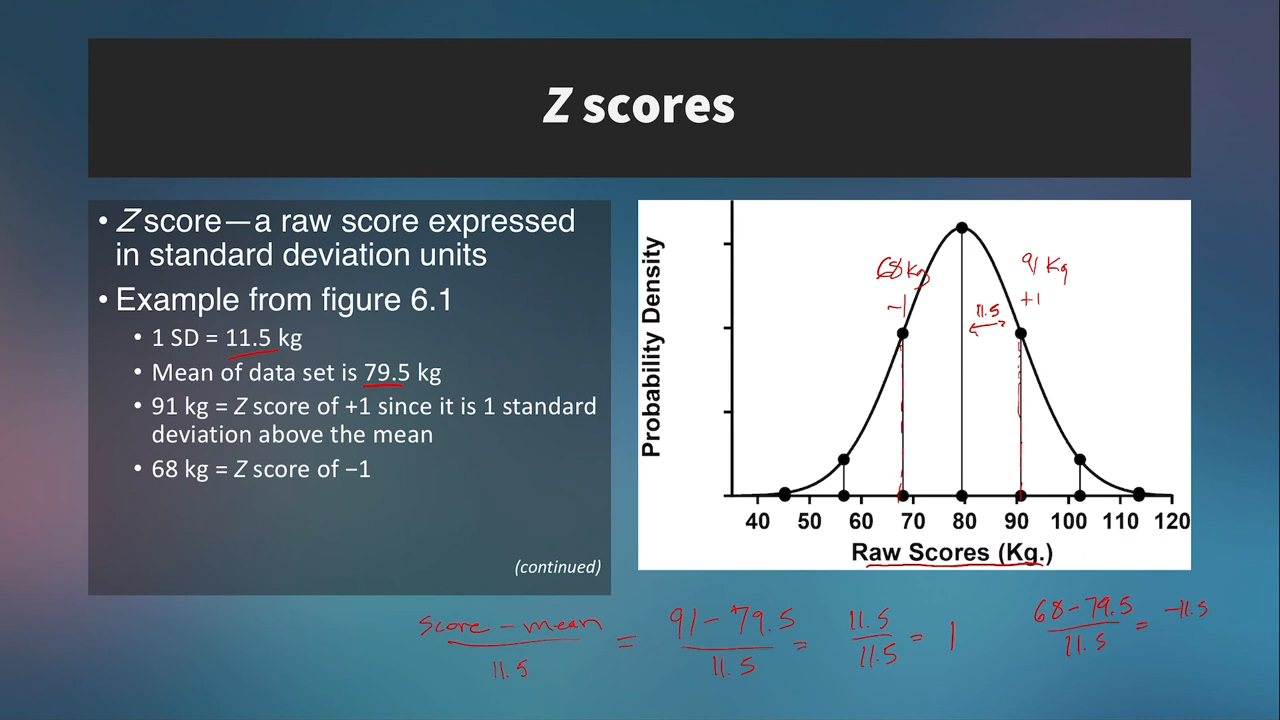 Z scores
• Z score—a raw score expressed
in standard deviation units
• Example from figure 6.1
• 1 SD = 11.5 kg
• Mean of data set is 79.5 kg
• 91 kg = Z score of +1 since it is 1 standard
deviation above the mean
• 68 kg = Z score of −1
(continued)
Probability Density
68 kg
-1
91 Kg
+1
11.5
40 50 60 70 80 90 100 110 120
Raw Scores (Kg.)
score - mean
11.5
=
91 - 79.5
11.5
=
11.5
11.5
= 1
68 - 79.5
11.5
= -11.5